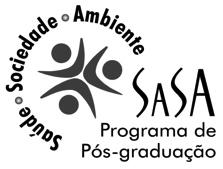 Saúde • Sociedade • Ambiente
SaSA
Programa de
Pós-graduação